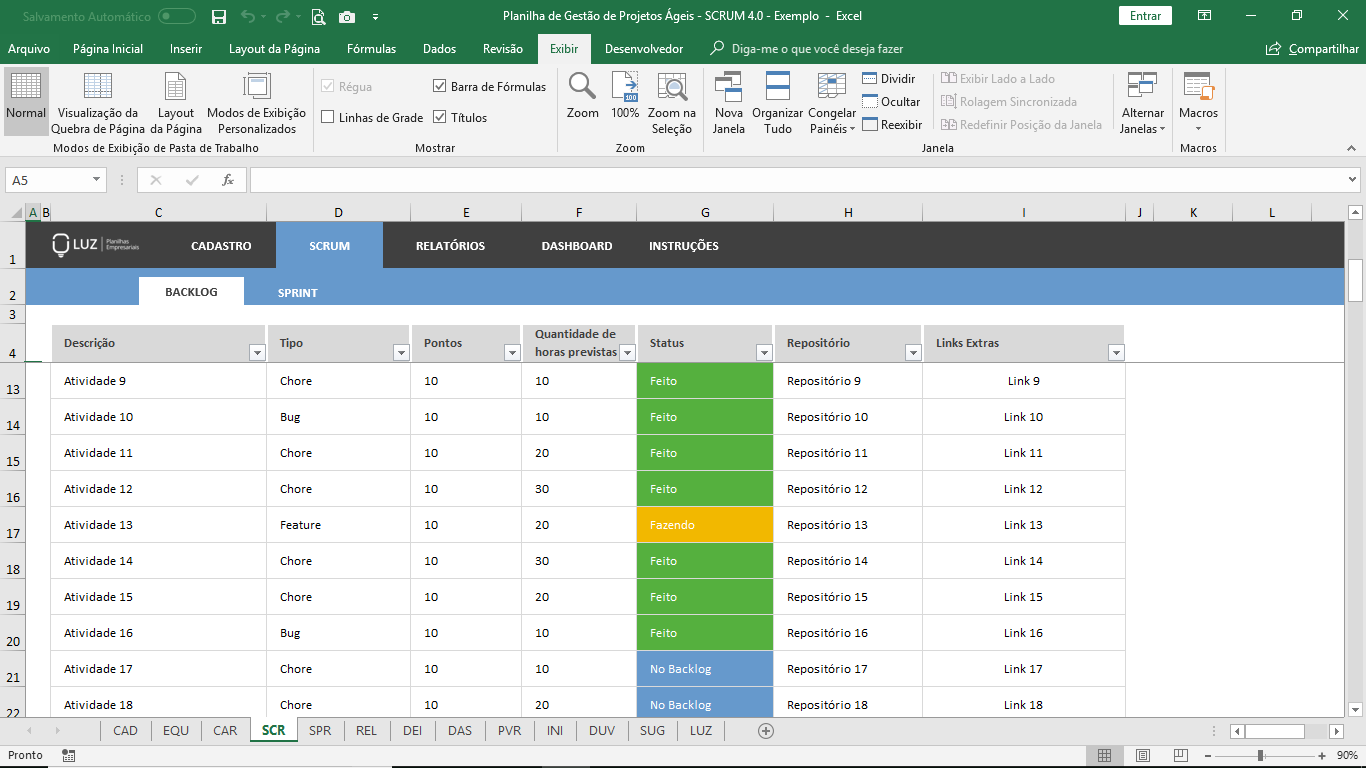 Salvamento Automático
Planilha de Gestão de Projetos Ágeis - SCRUM 4.0 - Exemplo - Excel
Entrar
Arquivo Página Inicial Inserir Layout da Página Fórmulas Dados Revisão Exibir Desenvolvedor Diga-me o que você deseja fazer Compartilhar
Normal
Visualização da
Quebra de Página
Layout
da Página
Modos de Exibição
Personalizados
Modos de Exibição de Pasta de Trabalho
Régua
Barra de Fórmulas
Linhas de Grade
Títulos
Mostrar
Zoom
100%
100
Zoom na
Seleção
Zoom
Nova
Janela
Organizar
Tudo
Congelar
Painéis
Dividir
Ocultar
Reexibir
Exibir Lado a Lado
Rolagem Sincronizada
Redefinir Posição da Janela
Alternar
Janelas
Janela
Macros
Macros
A5
fx
A B C D E F G H I J K L
1
LUZ
Planilhas
Empresariais
CADASTRO SCRUM RELATÓRIOS DASHBOARD INSTRUÇÕES
2 BACKLOG SPRINT
3
4 Descrição Tipo Pontos
Quantidade de
horas previstas
Status Repositório Links Extras
13 Atividade 9 Chore 10 10 Feito Repositório 9 Link 9
14 Atividade 10 Bug 10 10 Feito Repositório 10 Link 10
15 Atividade 11 Chore 10 20 Feito Repositório 11 Link 11
16 Atividade 12 Chore 10 30 Feito Repositório 12 Link 12
17 Atividade 13 Feature 10 20 Fazendo Repositório 13 Link 13
18 Atividade 14 Chore 10 30 Feito Repositório 14 Link 14
19 Atividade 15 Chore 10 20 Feito Repositório 15 Link 15
20 Atividade 16 Bug 10 10 Feito Repositório 16 Link 16
21 Atividade 17 Chore 10 10 No Backlog Repositório 17 Link 17
22 Atividade 18 Chore 10 20 No Backlog Repositório 18 Link 18
CAD EQU CAR SCR SPR REL DEI DAS PVR INI DUV SUG LUZ
Pronto
90%